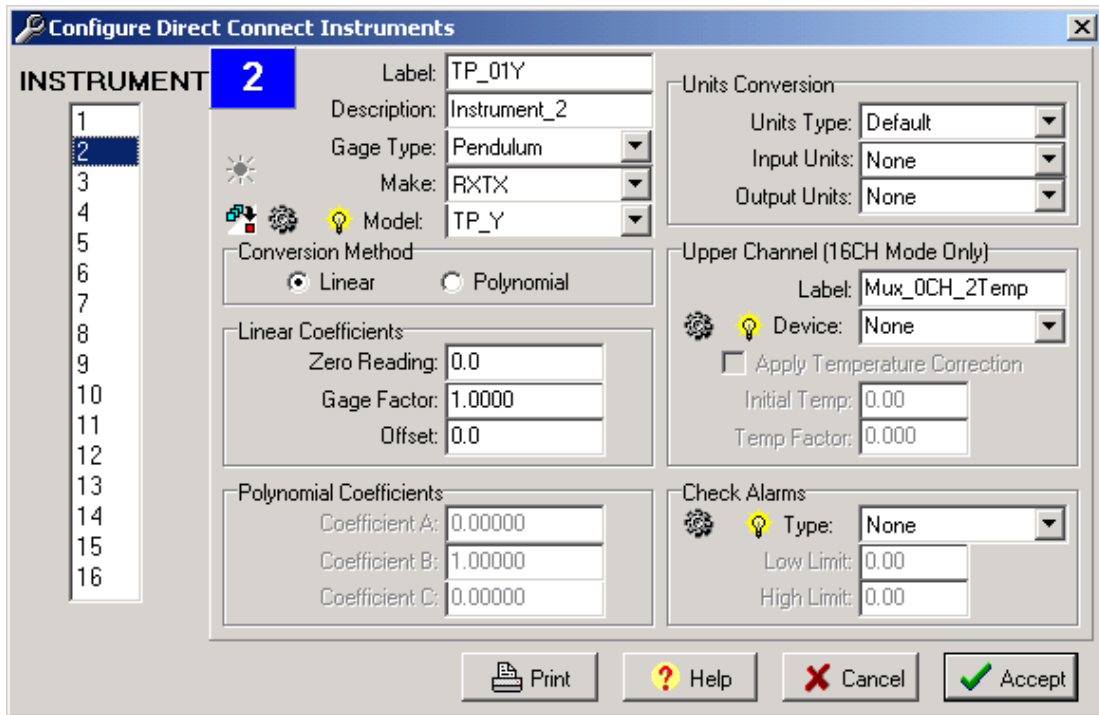 Configure Direct Connect Instruments
INSTRUMENT
1
2
3
4
5
6
7
8
9
10
11
12
13
14
15
16
2
Label: TP_01Y
Description: Instrument_2
Gage Type: Pendulum
Make: RXTX
Model: TP_Y
Conversion Method
Linear Polynomial
Linear Coefficients
Zero Reading: 0.0
Gage Factor: 1.0000
Offset: 0.0
Polynomial Coefficients
Coefficient A: 0.00000
Coefficient B: 1.00000
Coefficient C: 0.00000
Units Conversion
Units Type: Default
Input Units: None
Output Units: None
Upper Channel (16CH Mode Only)
Label: Mux_0CH_2Temp
Device: None
Apply Temperature Correction
Initial Temp: 0.00
Temp Factor: 0.000
Check Alarms
Type: None
Low Limit: 0.00
High Limit: 0.00
Print ? Help Cancel Accept